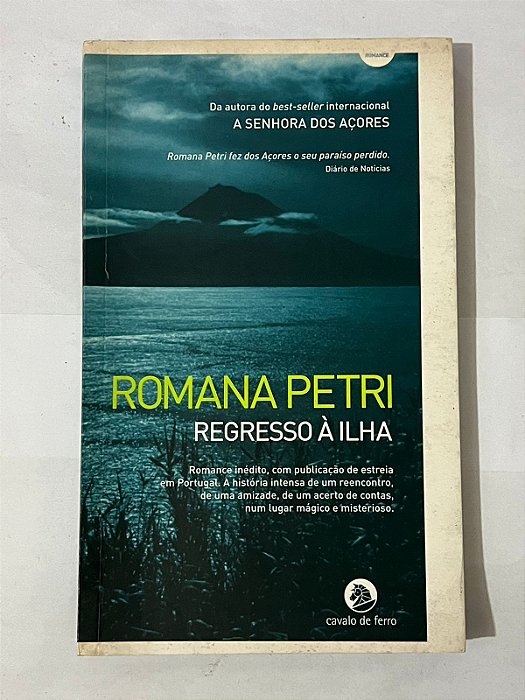 ROMANCE
Da autora do best-seller internacional
A SENHORA DOS AÇORES
Romana Petri fez dos Açores o seu paraíso perdido.
Diário de Notícias
ROMANA PETRI
REGRESSO À ILHA
Romance inédito, com publicação de estreia
em Portugal. A história intensa de um reencontro,
de uma amizade, de um acerto de contas,
num lugar mágico e misterioso.
cavalo de ferro